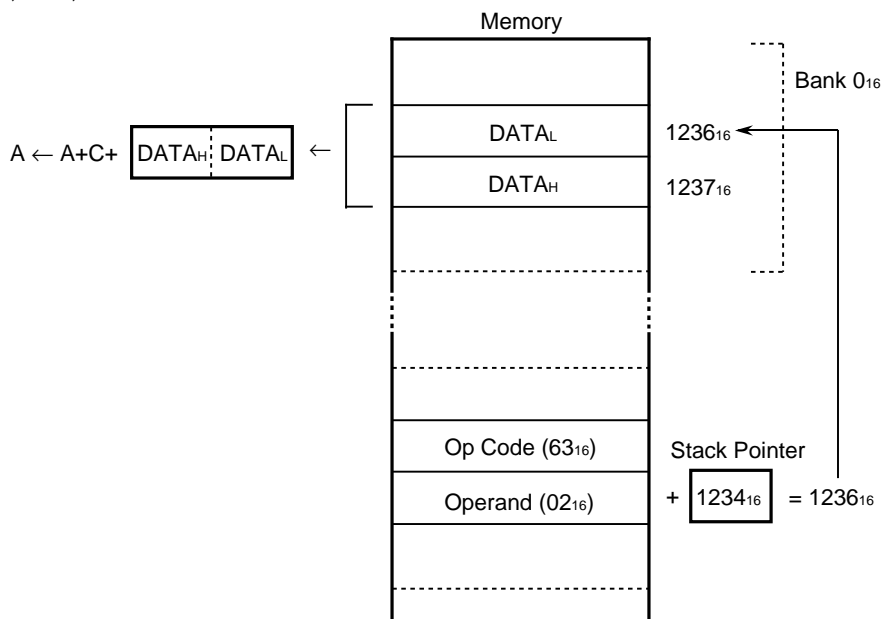 Memory
Bank 0₁₆
A ← A+C+ DATAH DATAL ←
DATAL 1236₁₆
DATAH 1237₁₆
Op Code (63₁₆) Stack Pointer
Operand (02₁₆) + 1234₁₆ = 1236₁₆